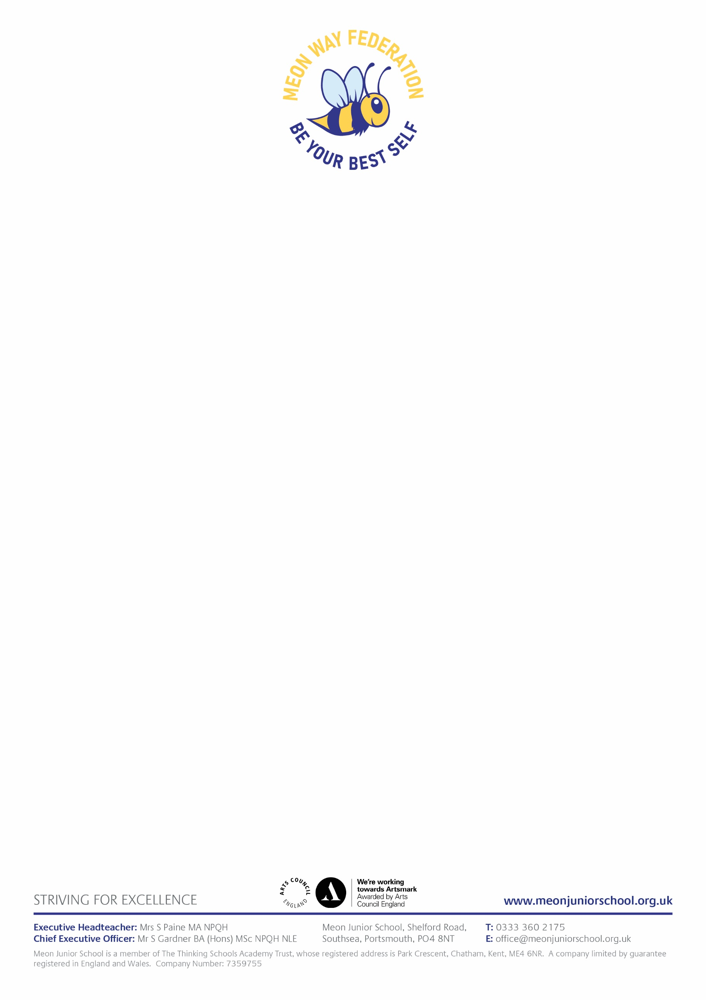 MEON WAY FEDERATION
BE YOUR BEST SELF
STRIVING FOR EXCELLENCE
ARTS COUNCIL
ENGLAND
A
We're working
towards Artsmark
Awarded by Arts
Council England
www.meonjuniorschool.org.uk
Executive Headteacher: Mrs S Paine MA NPQH
Chief Executive Officer: Mr S Gardner BA (Hons) MSc NPQH NLE
Meon Junior School, Shelford Road,
Southsea, Portsmouth, PO4 8NT
T: 0333 360 2175
E: office@meonjuniorschool.org.uk
Meon Junior School is a member of The Thinking Schools Academy Trust, whose registered address is Park Crescent, Chatham, Kent, ME4 6NR.  A company limited by guarantee
registered in England and Wales.  Company Number: 7359755